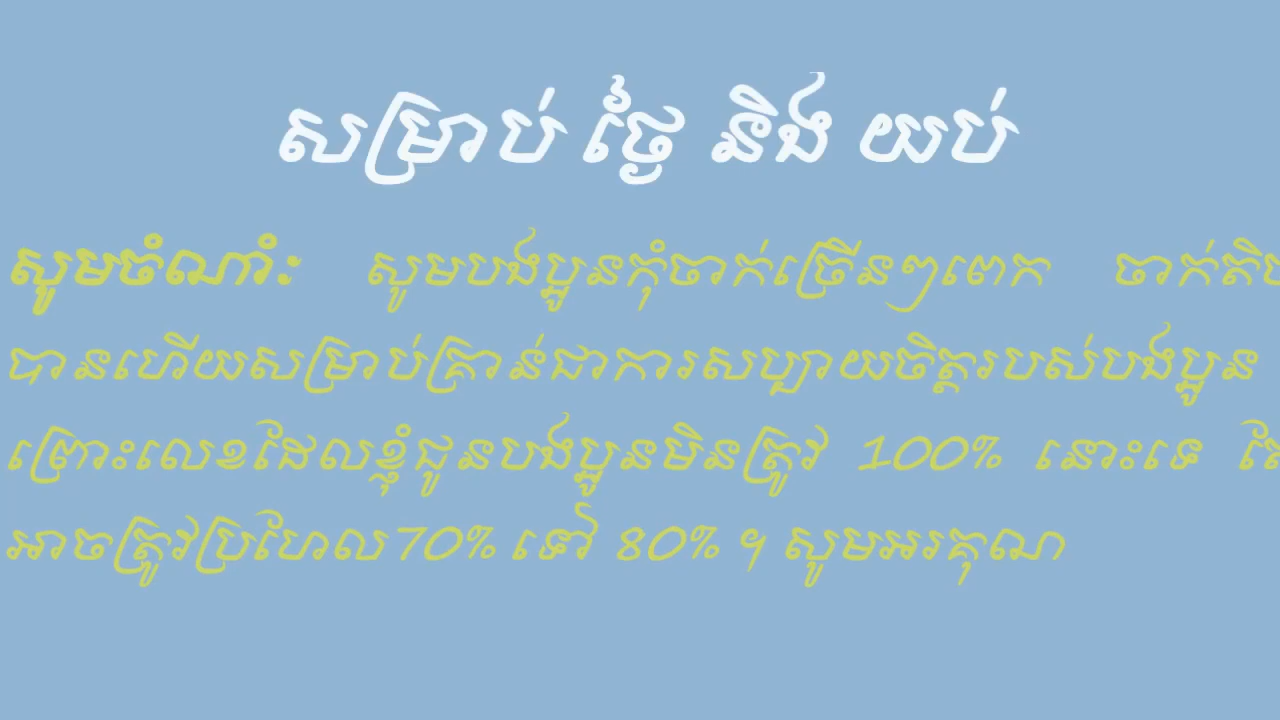 សម្រាប់ ថ្ងៃ និង យប់
សូមចំណាំៈ សូមបងប្អូនកុំចាក់ច្រើនៗពេក ចាក់តិច
បានហើយសម្រាប់គ្រាន់ជាការសប្បាយចិត្តរបស់បងប្អូន
ព្រោះលេខដែលខ្ញុំជូនបងប្អូនមិនត្រូវ 100% នោះទេ តែ
អាចត្រូវប្រហែល70% ទៅ 80% ។ សូមអរគុណ